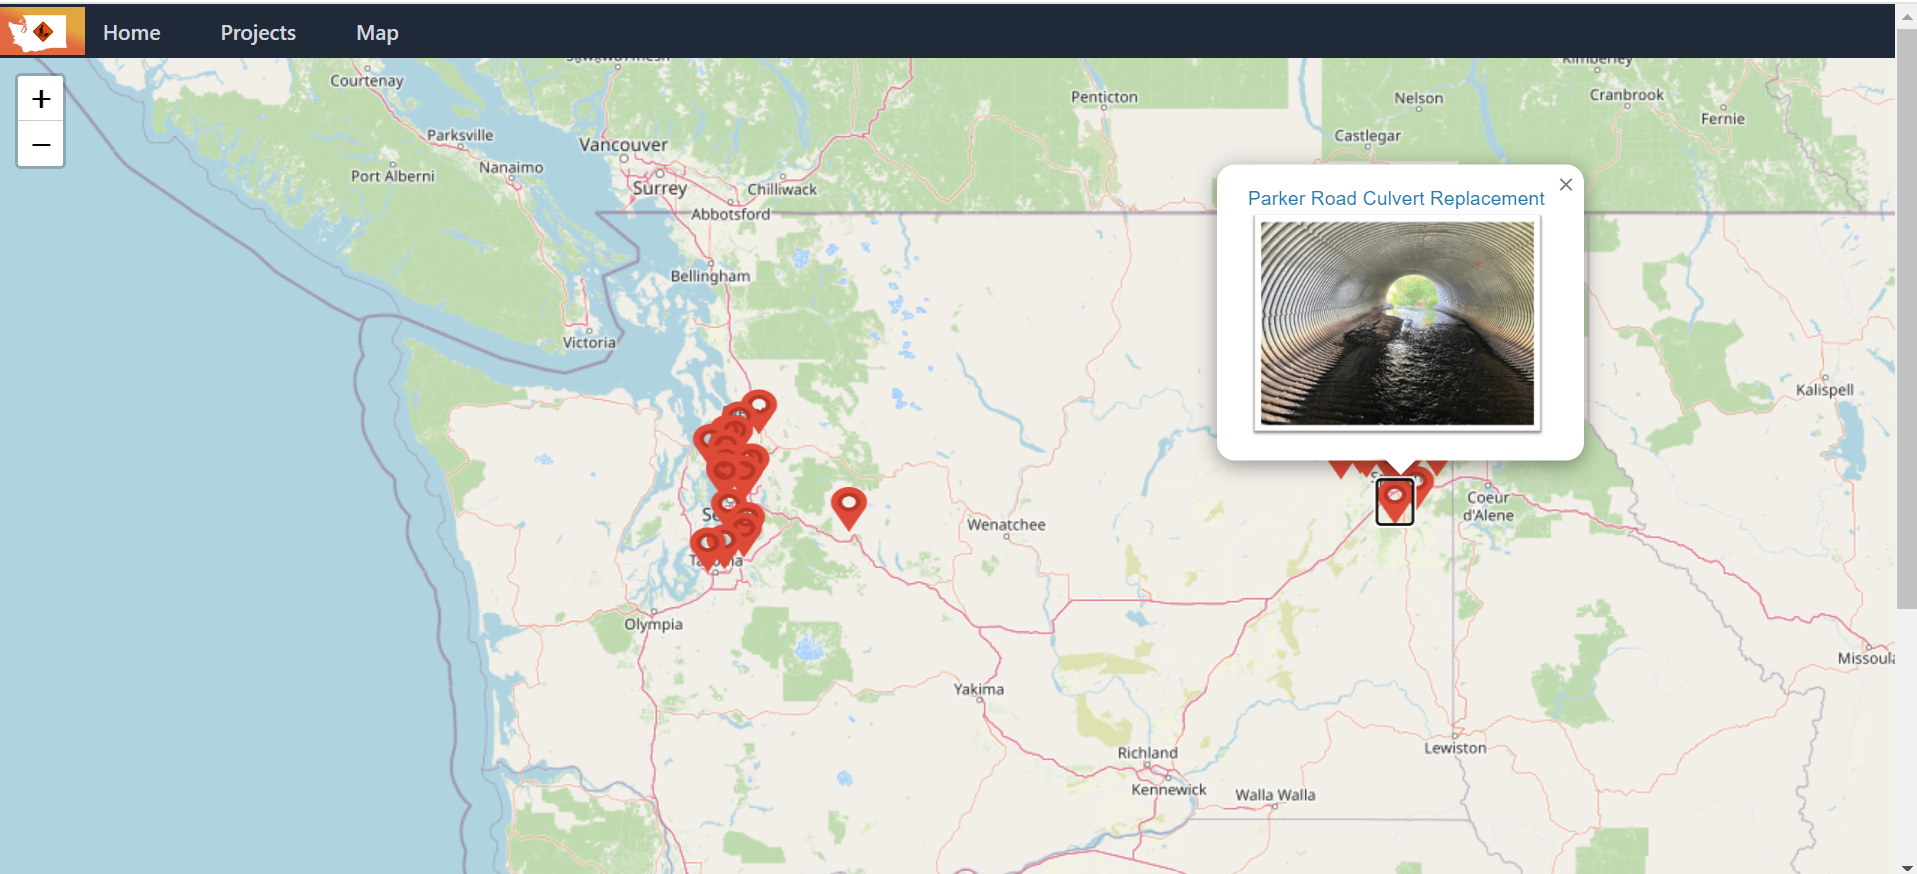 Home Projects Map
+
−
Courtenay
Kimberley
Penticton
Nelson
Cranbrook
Fernie
Parksville
Vancouver
Castlegar
Nanaimo
Port Alberni
Surrey
Chilliwack
Abbotsford
×
Parker Road Culvert Replacement
Bellingham
Victoria
Kalispell
Wenatchee
Coeur
d'Alene
Olympia
Missoula
Yakima
Lewiston
Richland
Kennewick
Walla Walla